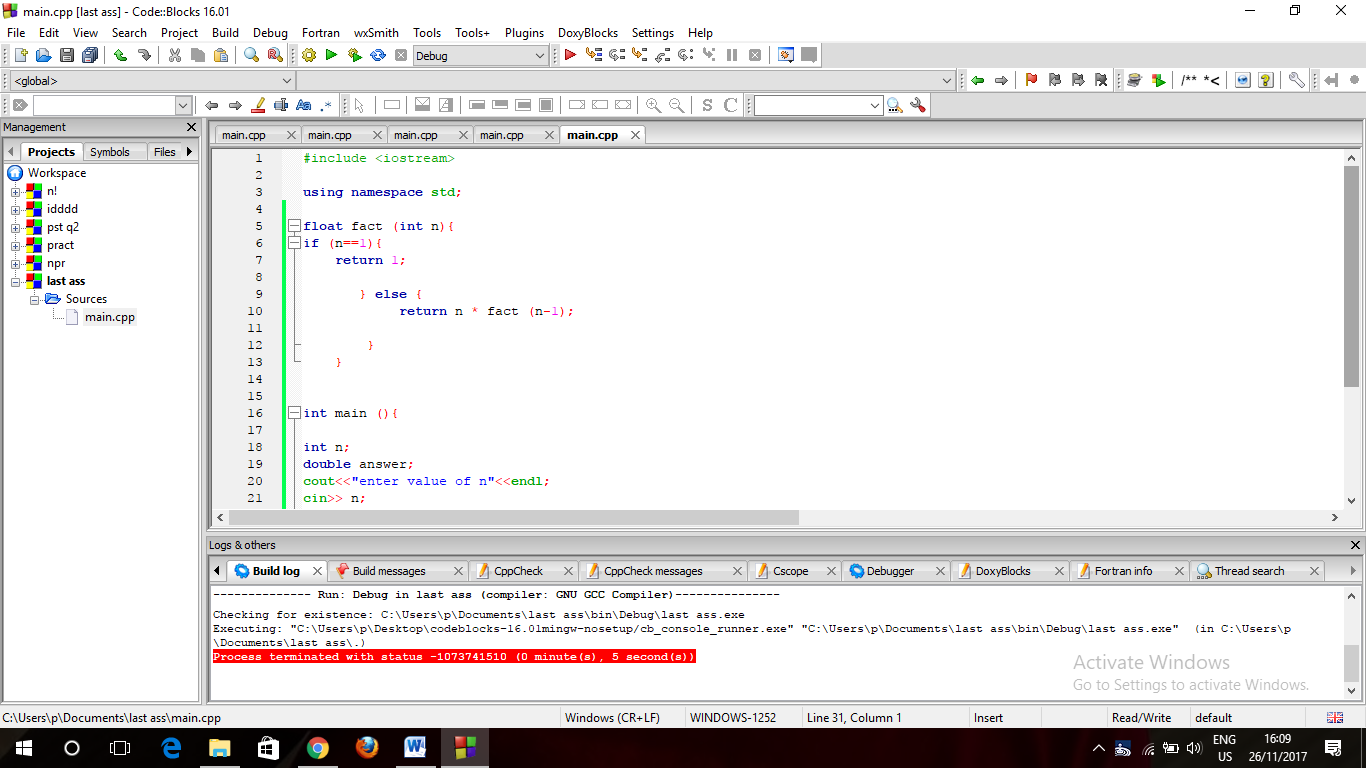 main.cpp [last ass] - Code::Blocks 16.01
File Edit View Search Project Build Debug Fortran wxSmith Tools Tools+ Plugins DoxyBlocks Settings Help
Debug
<global>
/** *<
Aa .*
S C
Management
Projects Symbols Files
Workspace
n!
idddd
pst q2
pract
npr
last ass
Sources
main.cpp
main.cpp main.cpp main.cpp main.cpp main.cpp
1 #include <iostream>
2
3 using namespace std;
4
5 float fact (int n){
6 if (n==1){
7 return 1;
8
9 } else {
10 return n * fact (n-1);
11
12 }
13 }
14
15
16 int main (){
17
18 int n;
19 double answer;
20 cout<<"enter value of n"<<endl;
21 cin>> n;
Logs & others
Build log Build messages CppCheck CppCheck messages Cscope Debugger DoxyBlocks Fortran info Thread search
-------------- Run: Debug in last ass (compiler: GNU GCC Compiler)---------------
Checking for existence: C:\Users\p\Documents\last ass\bin\Debug\last ass.exe
Executing: "C:\Users\p\Desktop\codeblocks-16.01mingw-nosetup/cb_console_runner.exe" "C:\Users\p\Documents\last ass\bin\Debug\last ass.exe" (in C:\Users\p
\Documents\last ass\.)
Process terminated with status -1073741510 (0 minute(s), 5 second(s))
Activate Windows
Go to Settings to activate Windows.
C:\Users\p\Documents\last ass\main.cpp Windows (CR+LF) WINDOWS-1252 Line 31, Column 1 Insert Read/Write default
ENG 16:09
US 26/11/2017